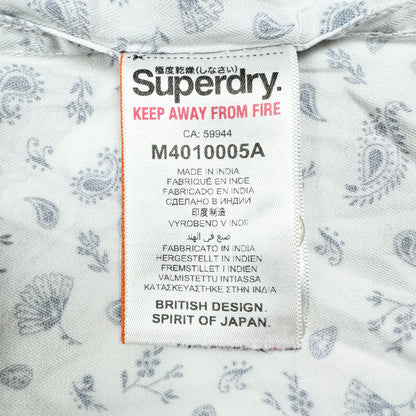 極度乾燥(しなさい)
Superdry.
KEEP AWAY FROM FIRE
CA: 59944
M4010005A
MADE IN INDIA
FABRIQUÉ EN INDE
FABRICADO EN INDIA
СДЕЛАНО В ИНДИИ
印度制造
VYROBENO V INDII
صنع في الهند
FABBRICATO IN INDIA
HERGESTELLT IN INDIEN
FREMSTILLET I INDIEN
VALMISTETTU INTIASSA
ΚΑΤΑΣΚΕΥΑΣΤΗΚΕ ΣΤΗΝ ΙΝΔΙΑ
BRITISH DESIGN.
SPIRIT OF JAPAN.